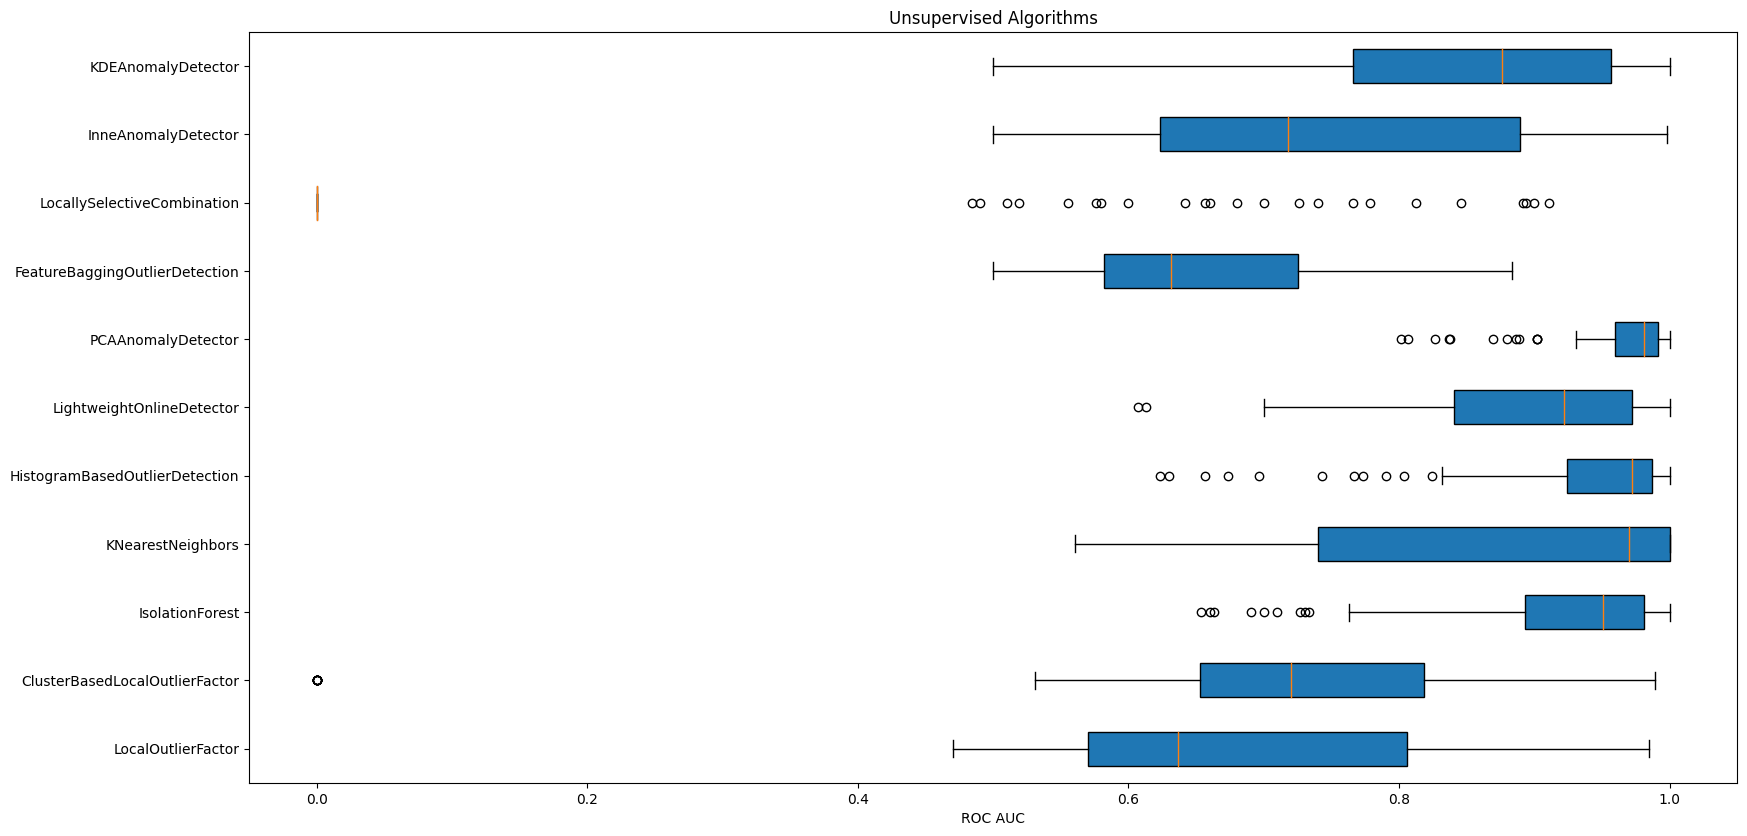 Unsupervised Algorithms
KDEAnomalyDetector
InneAnomalyDetector
LocallySelectiveCombination
FeatureBaggingOutlierDetection
PCAAnomalyDetector
LightweightOnlineDetector
HistogramBasedOutlierDetection
KNearestNeighbors
IsolationForest
ClusterBasedLocalOutlierFactor
LocalOutlierFactor
0.0 0.2 0.4 0.6 0.8 1.0
ROC AUC